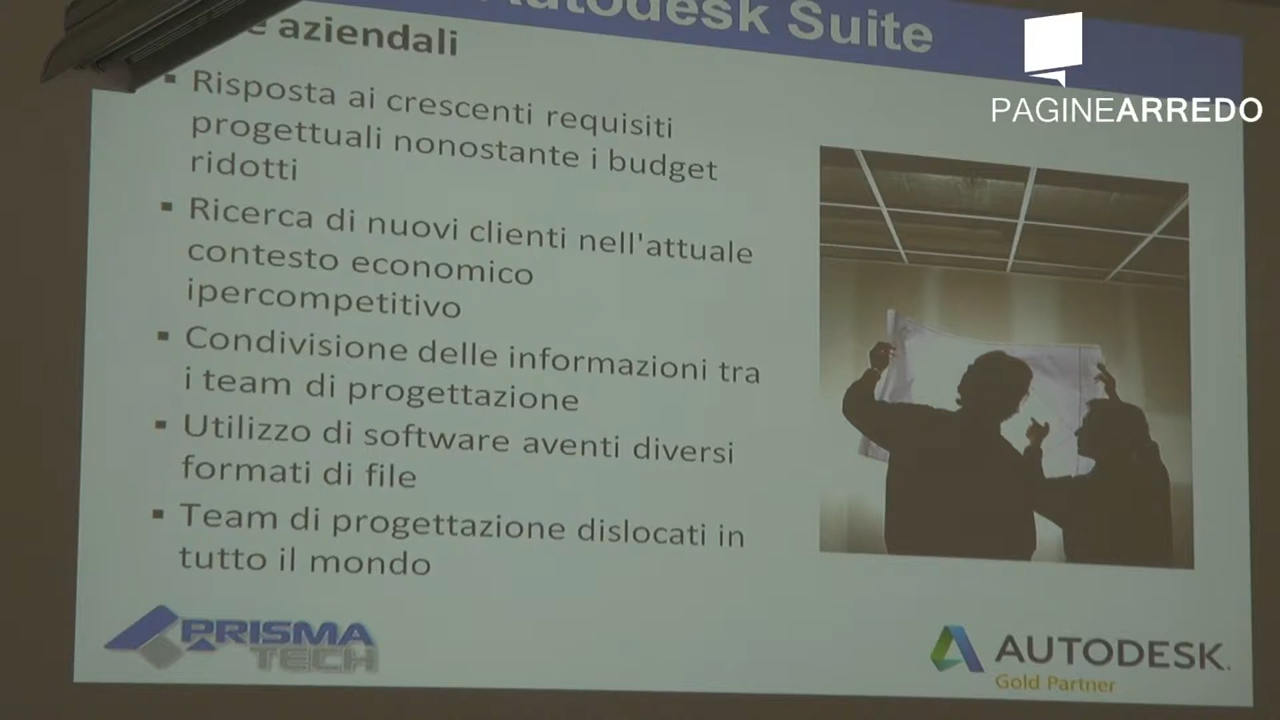 Autodesk Suite
PAGINEARREDO
e aziendali
▪ Risposta ai crescenti requisiti
progettuali nonostante i budget
ridotti
▪ Ricerca di nuovi clienti nell'attuale
contesto economico
ipercompetitivo
▪ Condivisione delle informazioni tra
i team di progettazione
▪ Utilizzo di software aventi diversi
formati di file
▪ Team di progettazione dislocati in
tutto il mondo
PRISMA
TECH
AUTODESK.
Gold Partner